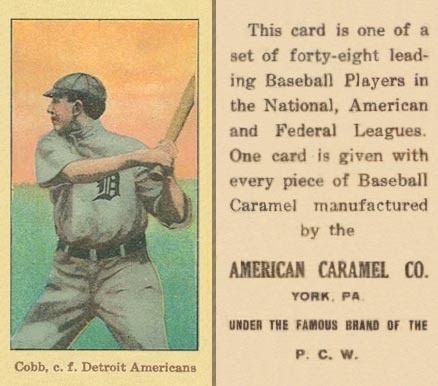 D
Cobb, c. f. Detroit Americans
This card is one of a
set of forty-eight lead-
ing Baseball Players in
the National, American
and Federal Leagues.
One card is given with
every piece of Baseball
Caramel manufactured
by the
AMERICAN CARAMEL CO.
YORK, PA.
UNDER THE FAMOUS BRAND OF THE
P. C. W.